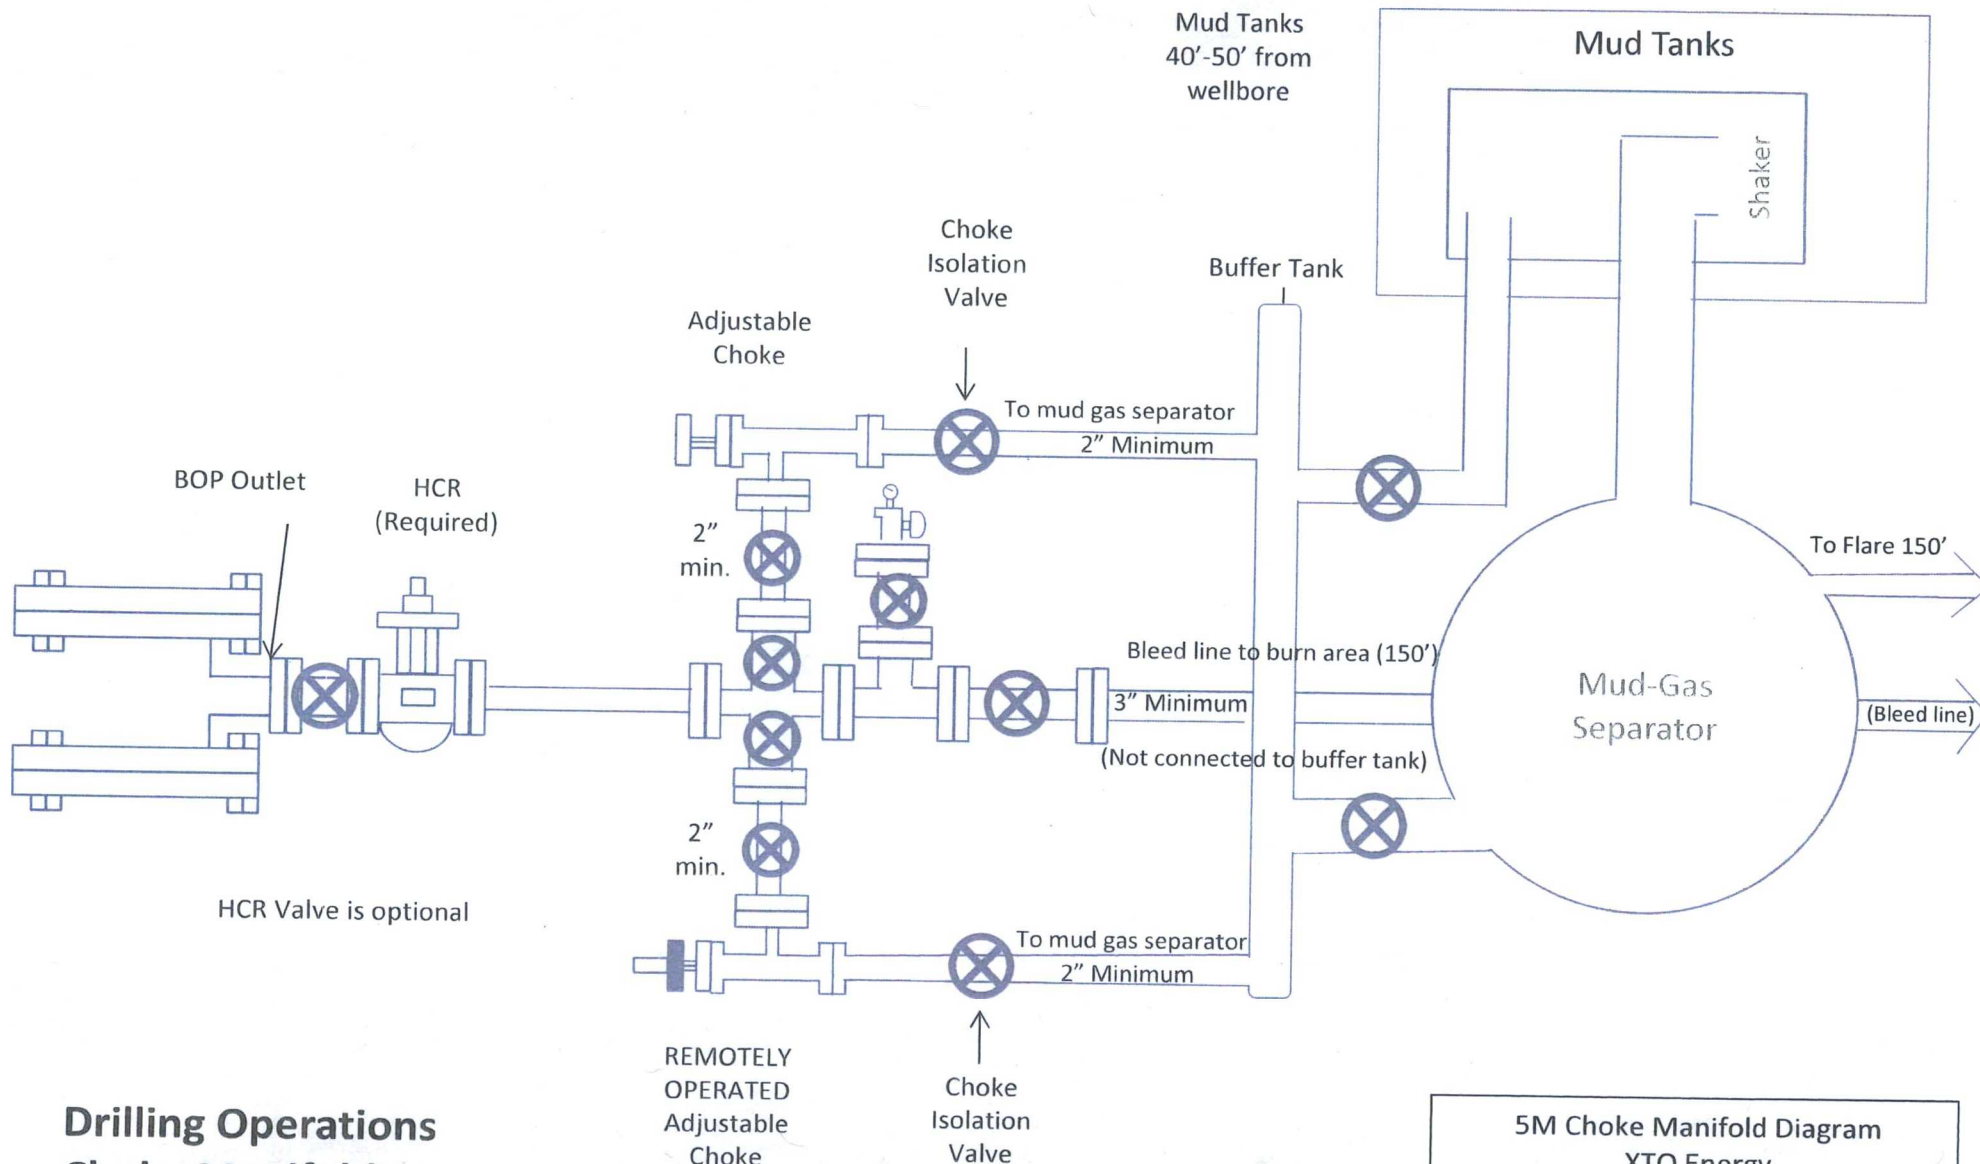 Mud Tanks
40'-50' from
wellbore
Mud Tanks
Shaker
Choke
Isolation
Valve
Buffer Tank
Adjustable
Choke
To mud gas separator
2" Minimum
BOP Outlet
HCR
(Required)
2"
min.
To Flare 150'
Bleed line to burn area (150')
3" Minimum
(Not connected to buffer tank)
Mud-Gas
Separator
(Bleed line)
2"
min.
HCR Valve is optional
To mud gas separator
2" Minimum
REMOTELY
OPERATED
Adjustable
Choke
Choke
Isolation
Valve
Drilling Operations
5M Choke Manifold Diagram
XTO Energy